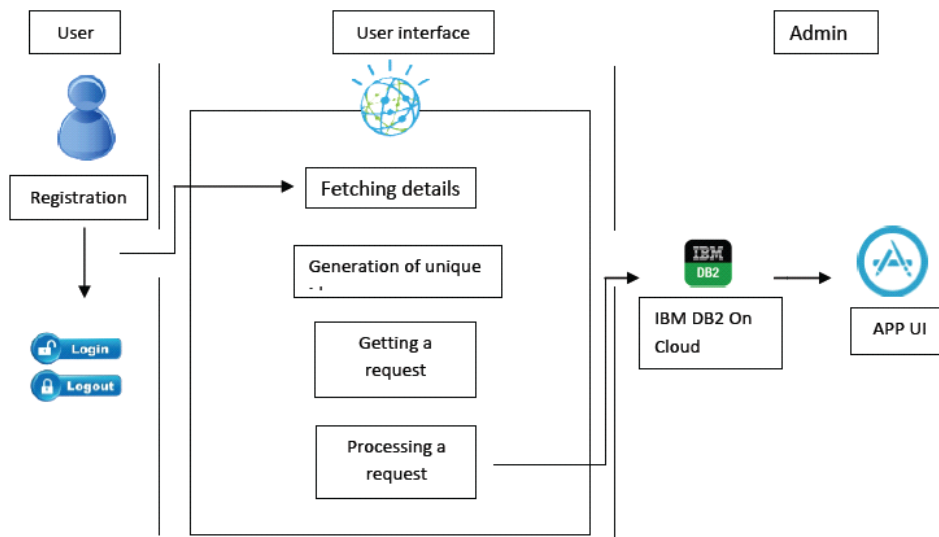 User
User interface
Admin
Registration
Fetching details
Generation of unique
Getting a
request
Processing a
request
Login
Logout
IBM
DB2
IBM DB2 On
Cloud
APP UI